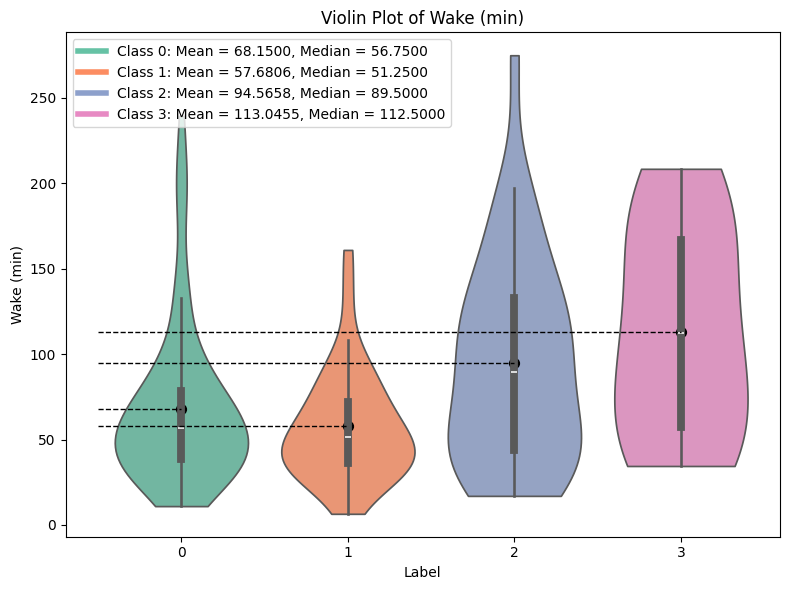 Violin Plot of Wake (min)
Class 0: Mean = 68.1500, Median = 56.7500
Class 1: Mean = 57.6806, Median = 51.2500
Class 2: Mean = 94.5658, Median = 89.5000
Class 3: Mean = 113.0455, Median = 112.5000
250
200
150
100
50
0
Wake (min)
0 1 2 3
Label